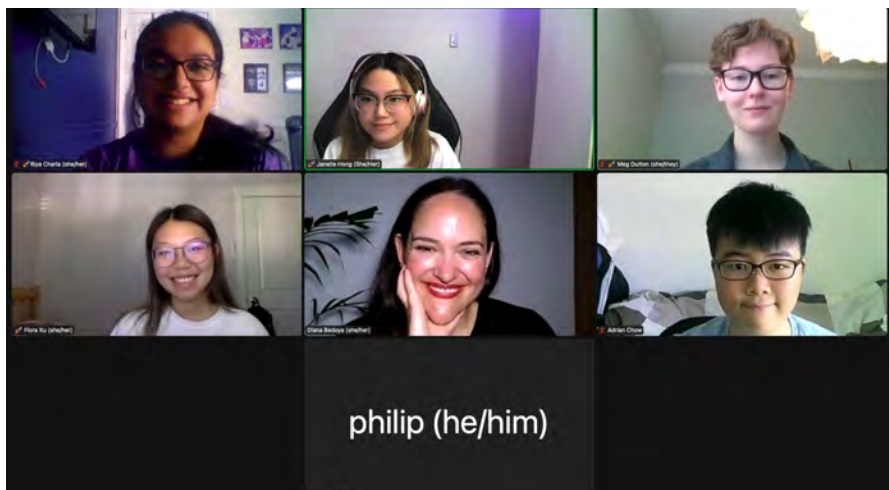 Riya Charla (she/her)
Janelle Hong (She/Her)
Meg Dutton (she/they)
Flora Xu (she/her)
Diana Bedoya (she/her)
Adrian Chow
philip (he/him)